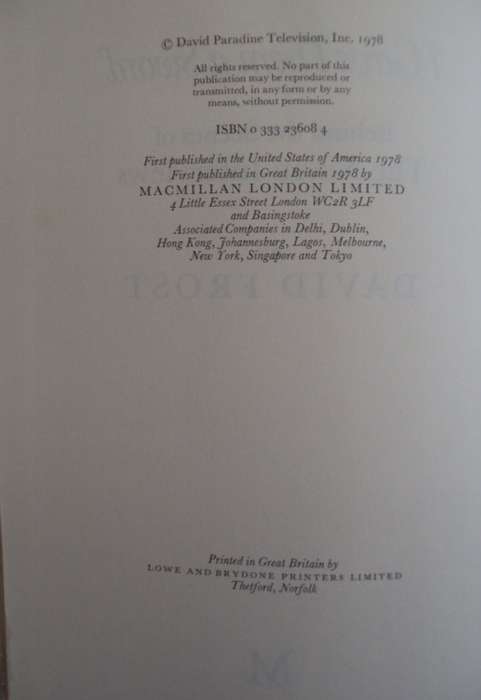 © David Paradine Television, Inc. 1978
All rights reserved. No part of this
publication may be reproduced or
transmitted, in any form or by any
means, without permission.
ISBN 0 333 23608 4
First published in the United States of America 1978
First published in Great Britain 1978 by
MACMILLAN LONDON LIMITED
4 Little Essex Street London WC2R 3LF
and Basingstoke
Associated Companies in Delhi, Dublin,
Hong Kong, Johannesburg, Lagos, Melbourne,
New York, Singapore and Tokyo
DAVID FROST
Printed in Great Britain by
LOWE AND BRYDONE PRINTERS LIMITED
Thetford, Norfolk
M